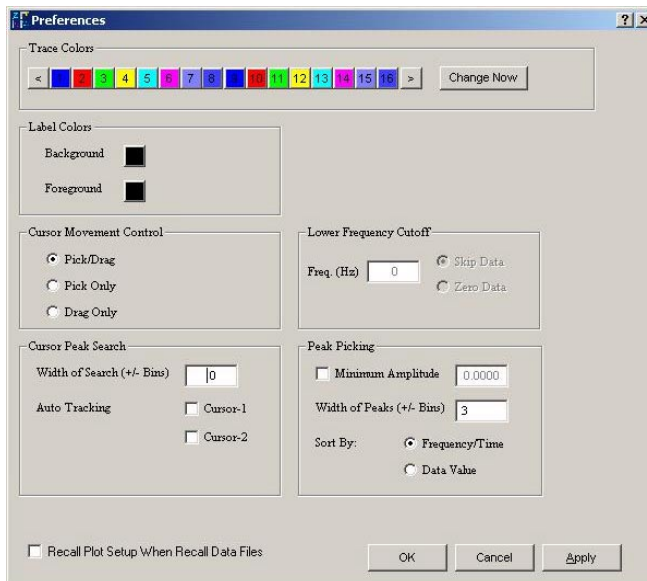 Preferences
Trace Colors
< 1 2 3 4 5 6 7 8 9 10 11 12 13 14 15 16 > Change Now
Label Colors
Background
Foreground
Cursor Movement Control
Pick/Drag
Pick Only
Drag Only
Lower Frequency Cutoff
Freq. (Hz) 0 Skip Data
Zero Data
Cursor Peak Search
Width of Search (+/- Bins) 0
Auto Tracking Cursor-1
Cursor-2
Peak Picking
Minimum Amplitude 0.0000
Width of Peaks (+/- Bins) 3
Sort By: Frequency/Time
Data Value
Recall Plot Setup When Recall Data Files
OK Cancel Apply